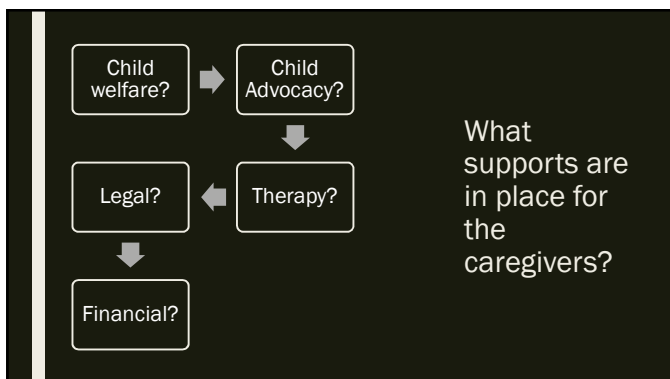 Child
welfare?
Child
Advocacy?
Therapy?
Legal?
Financial?
What
supports are
in place for
the
caregivers?